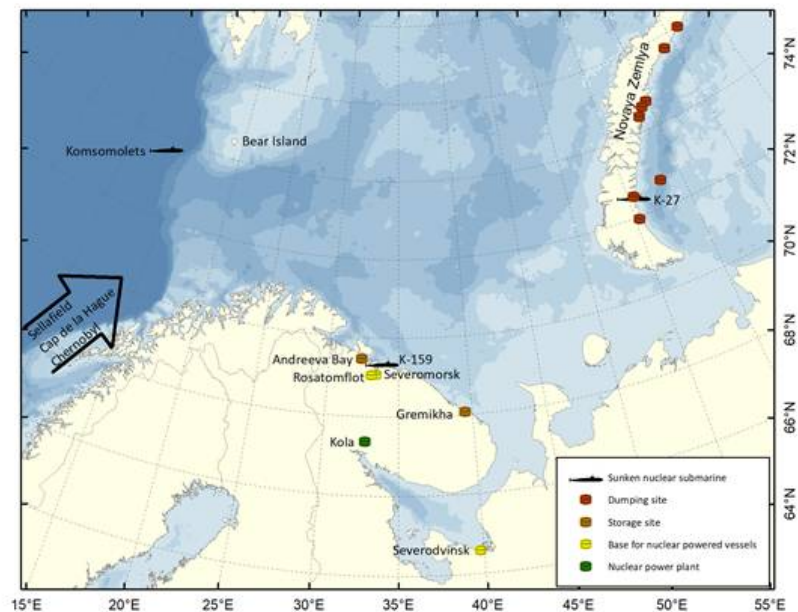 Novaya Zemlya
Komsomolets
Bear Island
K-27
Sellafield
Cap de la Hague
Chernobyl
Andreeva Bay
K-159
Rosatomflot
Severomorsk
Gremikha
Kola
Severodvinsk
Sunken nuclear submarine
Dumping site
Storage site
Base for nuclear powered vessels
Nuclear power plant
74°N
72°N
70°N
68°N
66°N
64°N
15°E 20°E 25°E 30°E 35°E 40°E 45°E 50°E 55°E